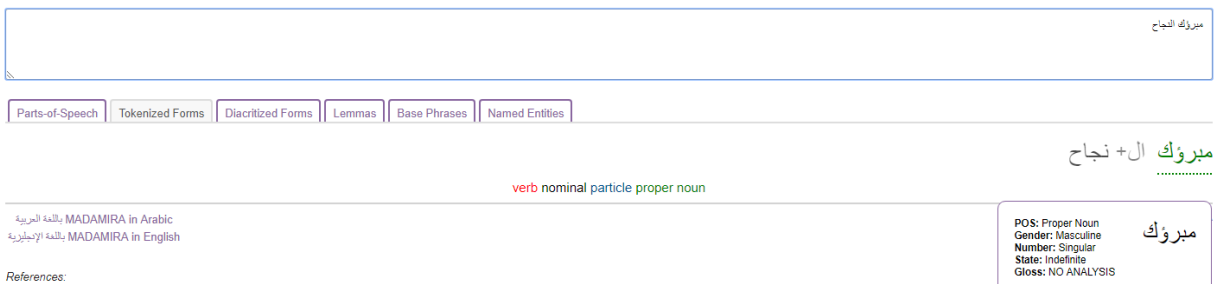 مبرؤك النجاح
Parts-of-Speech Tokenized Forms Diacritized Forms Lemmas Base Phrases Named Entities
مبرؤك ال+ نجاح
verb nominal particle proper noun
MADAMIRA in Arabic باللغة العربية
MADAMIRA in English باللغة الإنجليزية
References:
مبرؤك
POS: Proper Noun
Gender: Masculine
Number: Singular
State: Indefinite
Gloss: NO ANALYSIS